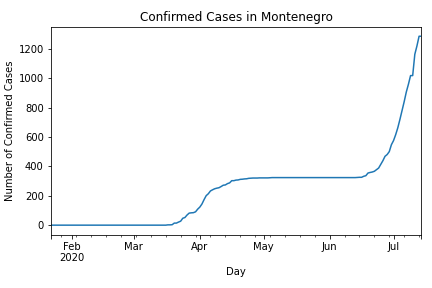 Confirmed Cases in Montenegro
Number of Confirmed Cases
1200
1000
800
600
400
200
0
Feb Mar Apr May Jun Jul
2020
Day